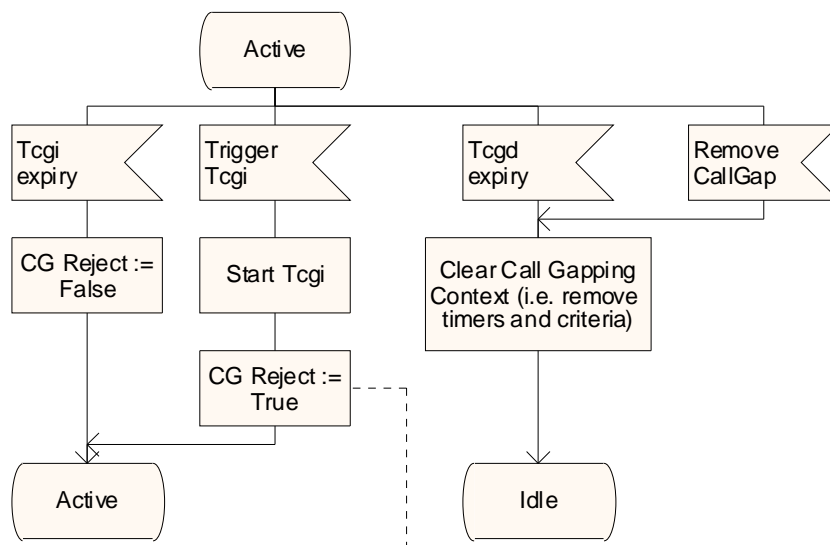 Active
Tcgi
expiry
Trigger
Tcgi
Tcgd
expiry
Remove
CallGap
CG Reject :=
False
Start Tcgi
Clear Call Gapping
Context (i.e. remove
timers and criteria)
CG Reject :=
True
Active
Idle